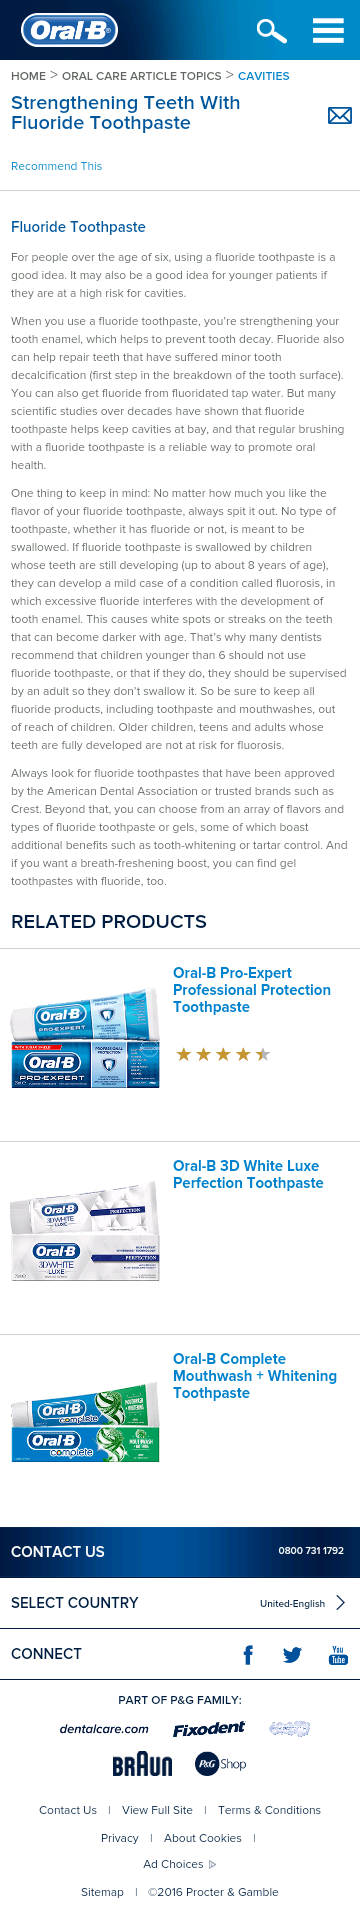 Oral-B
HOME > ORAL CARE ARTICLE TOPICS > CAVITIES
Strengthening Teeth With
Fluoride Toothpaste
Recommend This
Fluoride Toothpaste
For people over the age of six, using a fluoride toothpaste is a
good idea. It may also be a good idea for younger patients if
they are at a high risk for cavities.
When you use a fluoride toothpaste, you're strengthening your
tooth enamel, which helps to prevent tooth decay. Fluoride also
can help repair teeth that have suffered minor tooth
decalcification (first step in the breakdown of the tooth surface).
You can also get fluoride from fluoridated tap water. But many
scientific studies over decades have shown that fluoride
toothpaste helps keep cavities at bay, and that regular brushing
with a fluoride toothpaste is a reliable way to promote oral
health.
One thing to keep in mind: No matter how much you like the
flavor of your fluoride toothpaste, always spit it out. No type of
toothpaste, whether it has fluoride or not, is meant to be
swallowed. If fluoride toothpaste is swallowed by children
whose teeth are still developing (up to about 8 years of age),
they can develop a mild case of a condition called fluorosis, in
which excessive fluoride interferes with the development of
tooth enamel. This causes white spots or streaks on the teeth
that can become darker with age. That's why many dentists
recommend that children younger than 6 should not use
fluoride toothpaste, or that if they do, they should be supervised
by an adult so they don't swallow it. So be sure to keep all
fluoride products, including toothpaste and mouthwashes, out
of reach of children. Older children, teens and adults whose
teeth are fully developed are not at risk for fluorosis.
Always look for fluoride toothpastes that have been approved
by the American Dental Association or trusted brands such as
Crest. Beyond that, you can choose from an array of flavors and
types of fluoride toothpaste or gels, some of which boast
additional benefits such as tooth-whitening or tartar control. And
if you want a breath-freshening boost, you can find gel
toothpastes with fluoride, too.
RELATED PRODUCTS
Oral-B
PRO-EXPERT
Oral-B
PROFESSIONAL
PROTECTION
PRO-EXPERT
Oral-B Pro-Expert
Professional Protection
Toothpaste
Oral-B
3DWHITE
LUXE
PERFECTION
Oral-B
3DWHITE
LUXE
PERFECTION
Oral-B 3D White Luxe
Perfection Toothpaste
Oral-B
complete
Oral-B
complete
Oral-B Complete
Mouthwash + Whitening
Toothpaste
CONTACT US 0800 731 1792
SELECT COUNTRY United-English
CONNECT You Tube
PART OF P&G FAMILY:
dentalcare.com Fixodent
BRAUN P&G Shop
Contact Us | View Full Site | Terms & Conditions
Privacy | About Cookies |
Ad Choices
Sitemap | ©2016 Procter & Gamble